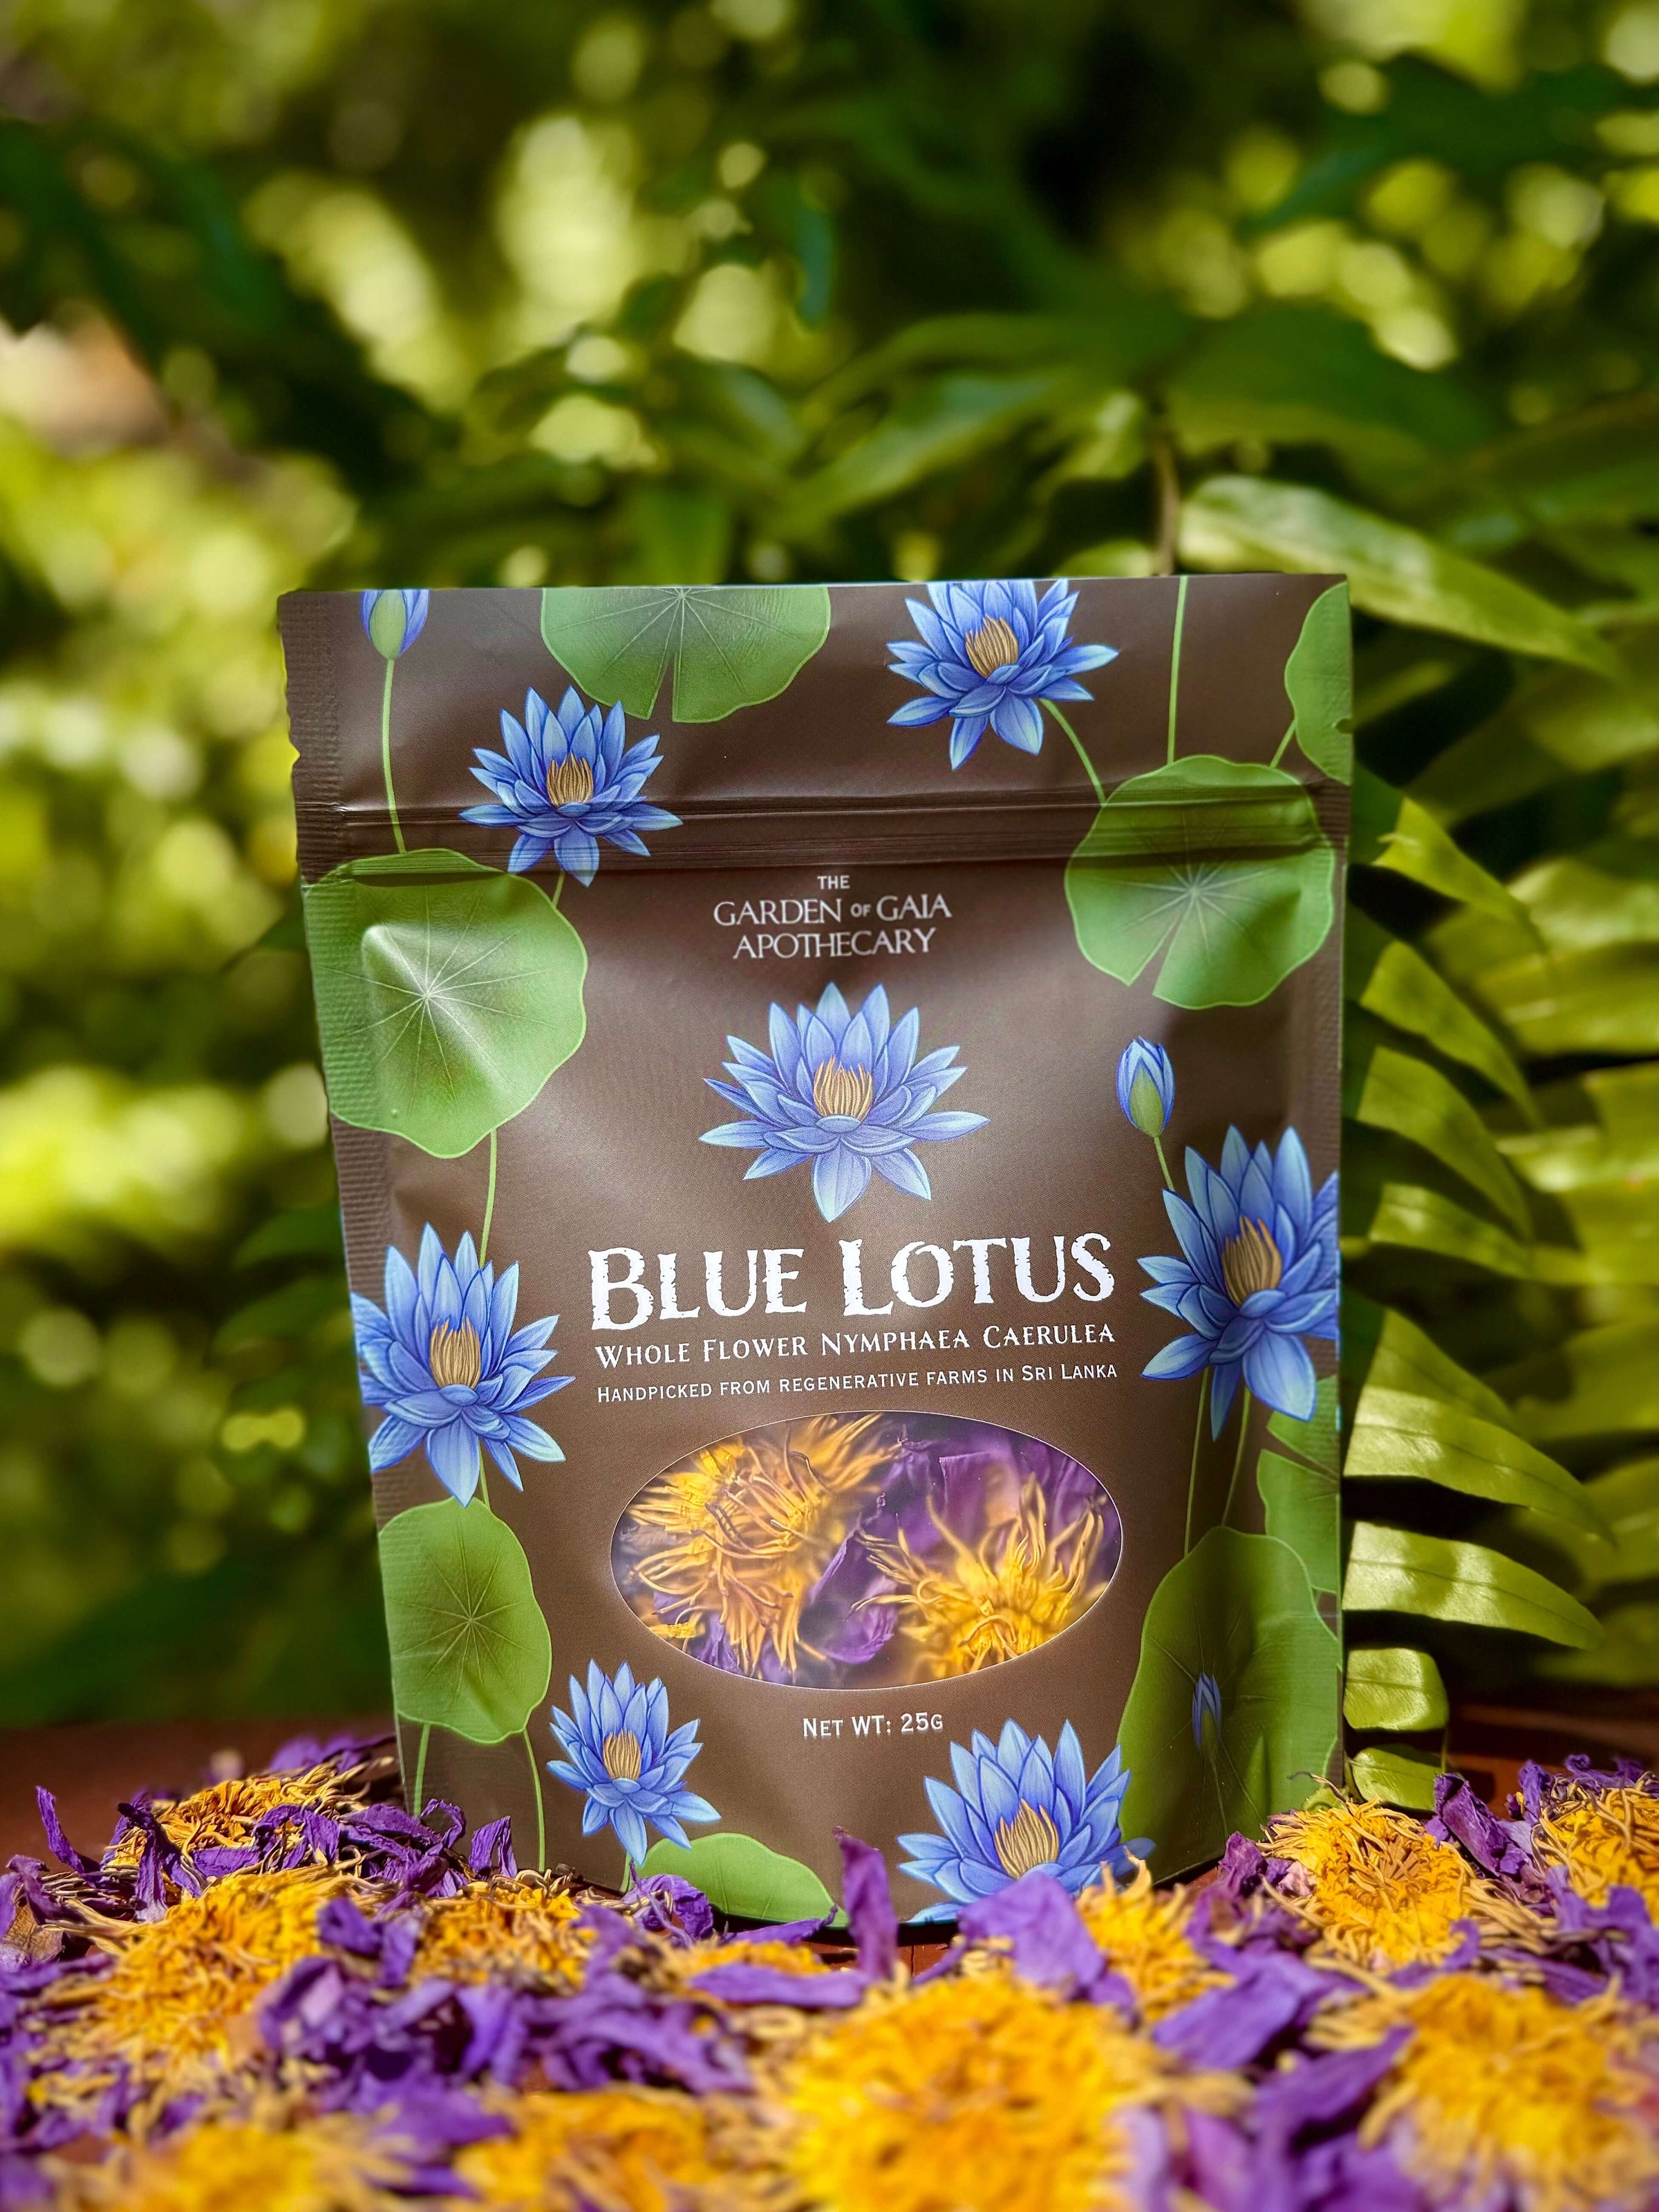 THE
GARDEN OF GAIA
APOTHECARY
BLUE LOTUS
WHOLE FLOWER NYMPHAEA CAERULEA
HANDPICKED FROM REGENERATIVE FARMS IN SRI LANKA
NET WT: 25G